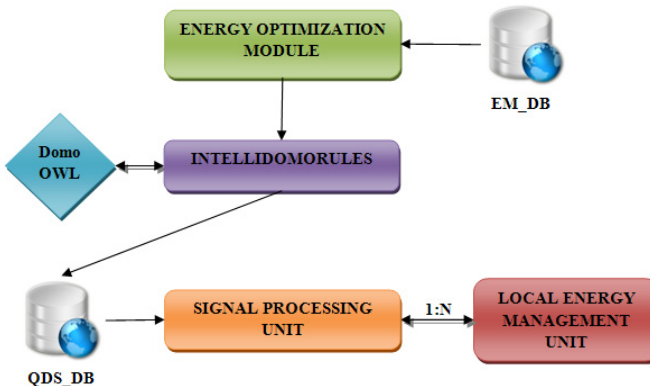 ENERGY OPTIMIZATION
MODULE
EM_DB
Domo
OWL
INTELLIDOMORULES
QDS_DB
SIGNAL PROCESSING
UNIT
1:N
LOCAL ENERGY
MANAGEMENT
UNIT